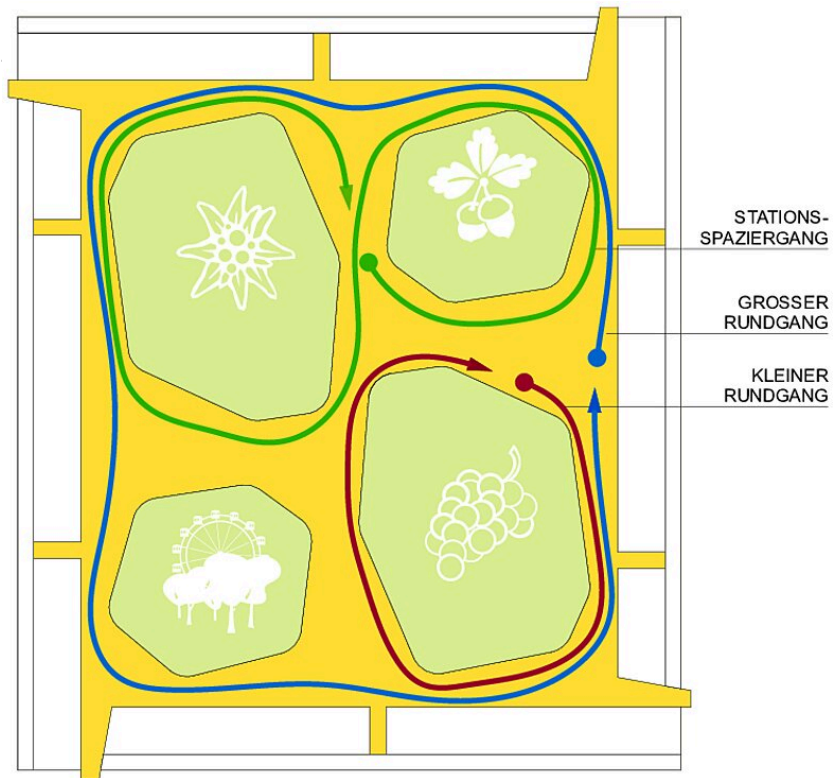 STATIONS-
SPAZIERGANG
GROSSER
RUNDGANG
KLEINER
RUNDGANG